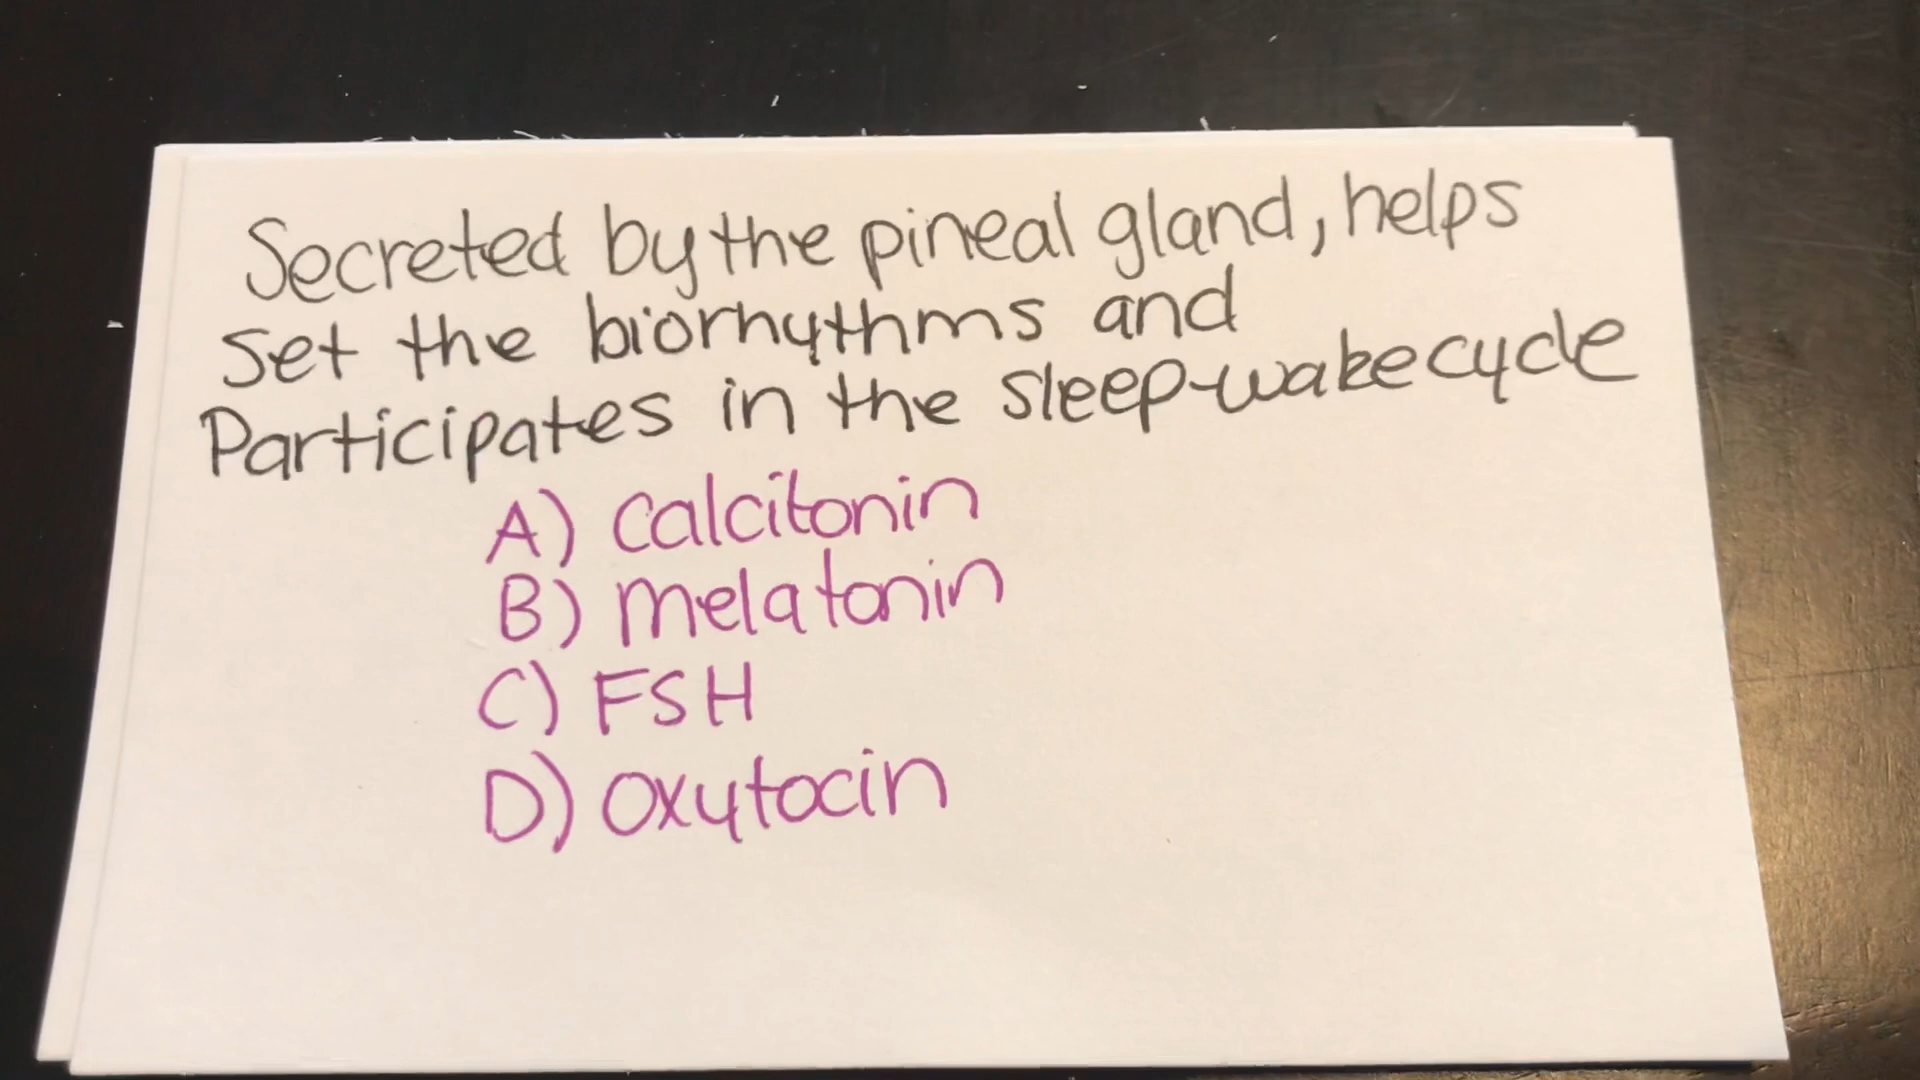 Secreted by the pineal gland, helps
set the biorhythms and
Participates in the sleep-wake cycle
A) Calcitonin
B) melatonin
C) FSH
D) oxytocin